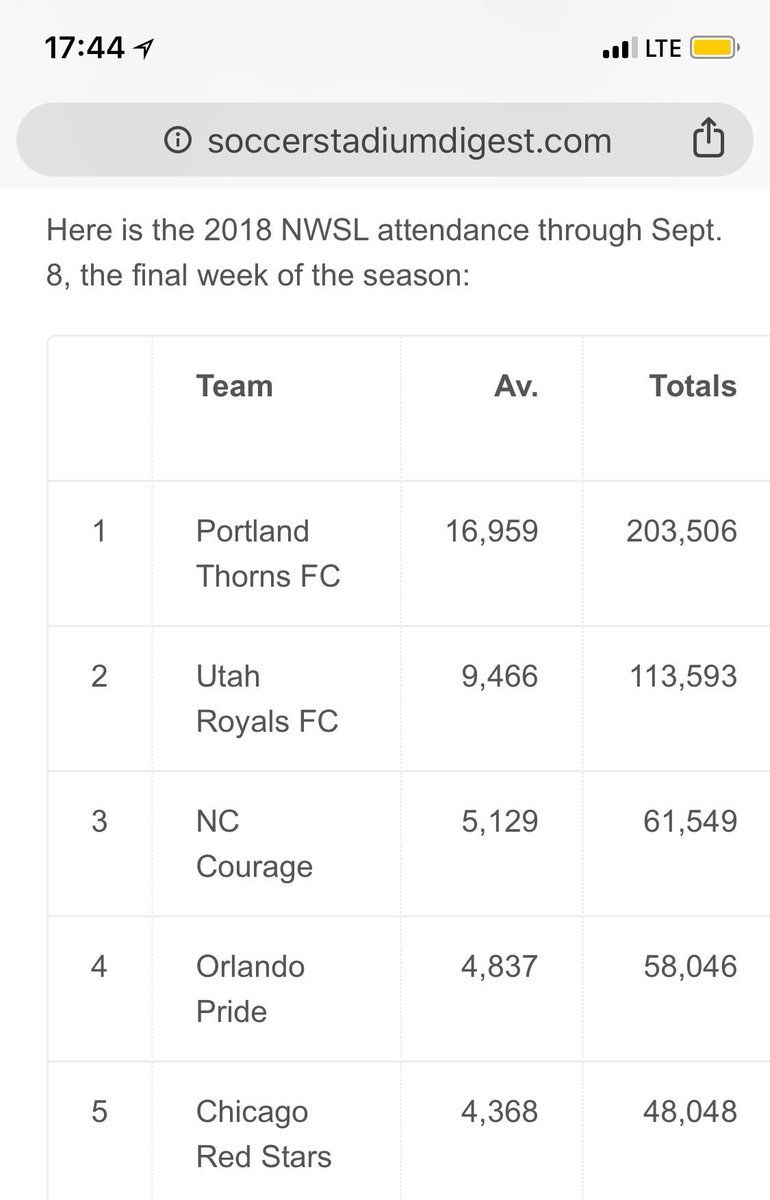 17:44 LTE
soccerstadiumdigest.com
Here is the 2018 NWSL attendance through Sept.
8, the final week of the season:
Team Av. Totals
1 Portland 16,959 203,506
Thorns FC
2 Utah 9,466 113,593
Royals FC
3 NC 5,129 61,549
Courage
4 Orlando 4,837 58,046
Pride
5 Chicago 4,368 48,048
Red Stars